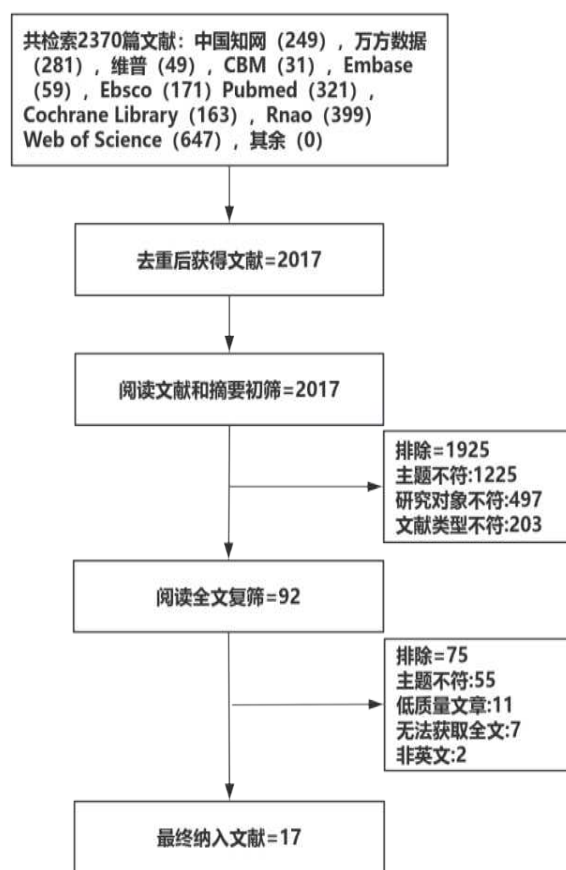 共检索2370篇文献：中国知网（249），万方数据
（281），维普（49），CBM（31），Embase
（59），Ebsco（171）Pubmed（321），
Cochrane Library（163），Rnao（399）
Web of Science（647），其余（0）
去重后获得文献=2017
阅读文献和摘要初筛=2017
排除=1925
主题不符:1225
研究对象不符:497
文献类型不符:203
阅读全文复筛=92
排除=75
主题不符:55
低质量文章:11
无法获取全文:7
非英文:2
最终纳入文献=17